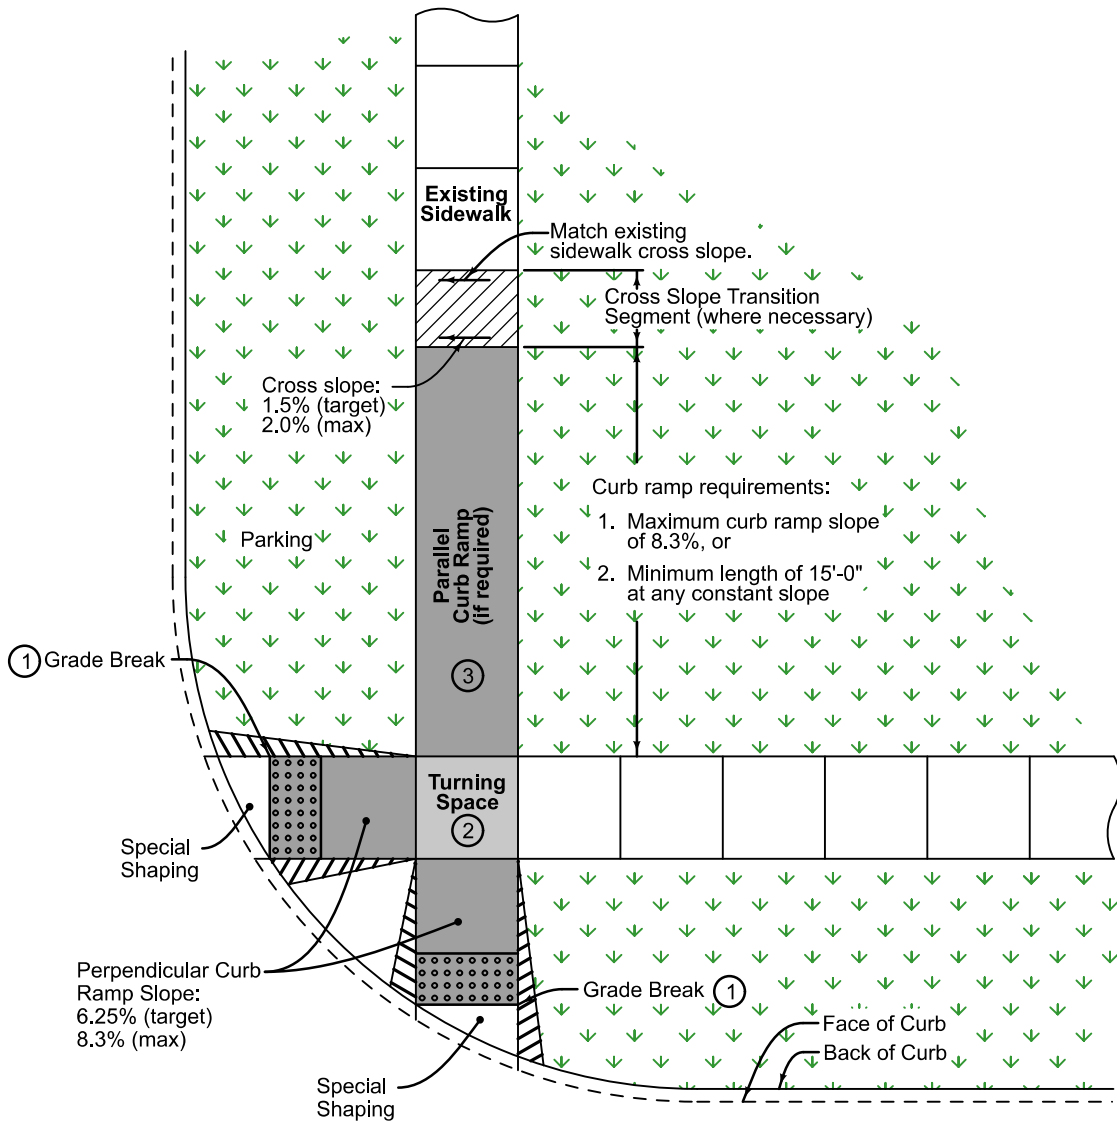 Existing
Sidewalk
Match existing
sidewalk cross slope.
Cross Slope Transition
Segment (where necessary)
Cross slope:
1.5% (target)
2.0% (max)
Curb ramp requirements:
1. Maximum curb ramp slope
of 8.3%, or
2. Minimum length of 15'-0"
at any constant slope
Parking
Parallel
Curb Ramp
(if required)
3
1 Grade Break
Turning
Space
2
Special
Shaping
Perpendicular Curb
Ramp Slope:
6.25% (target)
8.3% (max)
Grade Break 1
Face of Curb
Back of Curb
Special
Shaping